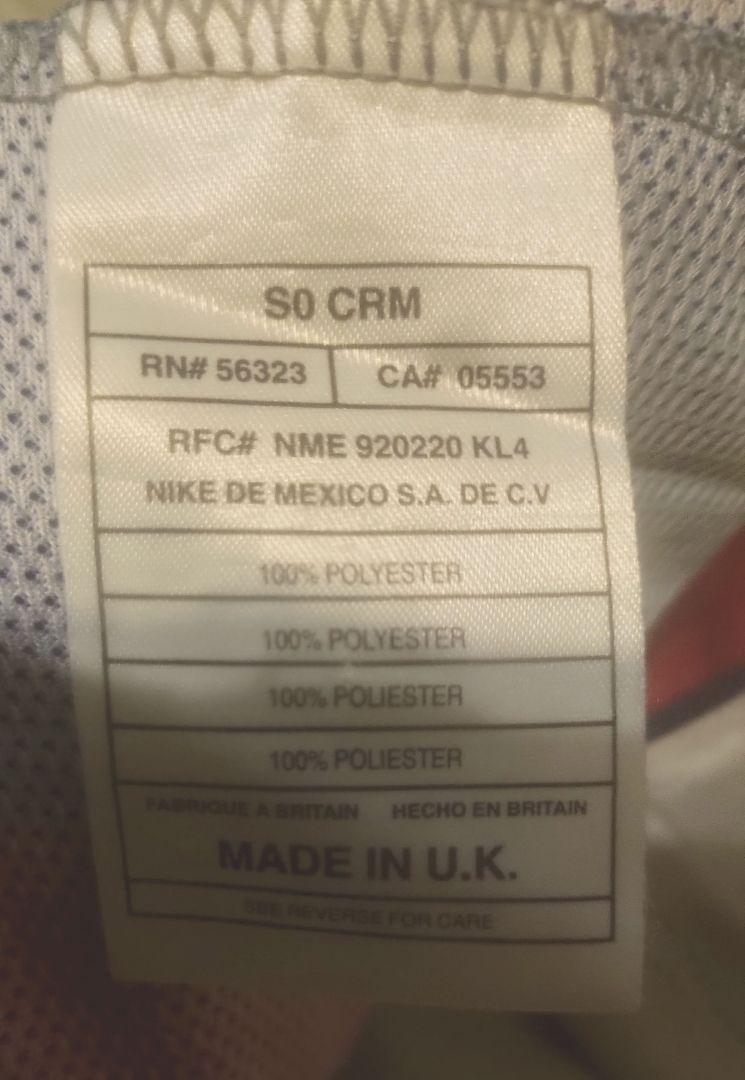 S0 CRM
RN# 56323 CA# 05553
RFC# NME 920220 KL4
NIKE DE MEXICO S.A. DE C.V
100% POLYESTER
100% POLYESTER
100% POLIESTER
100% POLIESTER
FABRIQUE A BRITAIN HECHO EN BRITAIN
MADE IN U.K.
SEE REVERSE FOR CARE